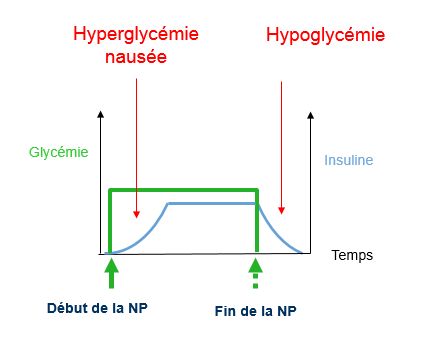 Hyperglycémie
nausée
Hypoglycémie
Glycémie
Insuline
Temps
Début de la NP
Fin de la NP